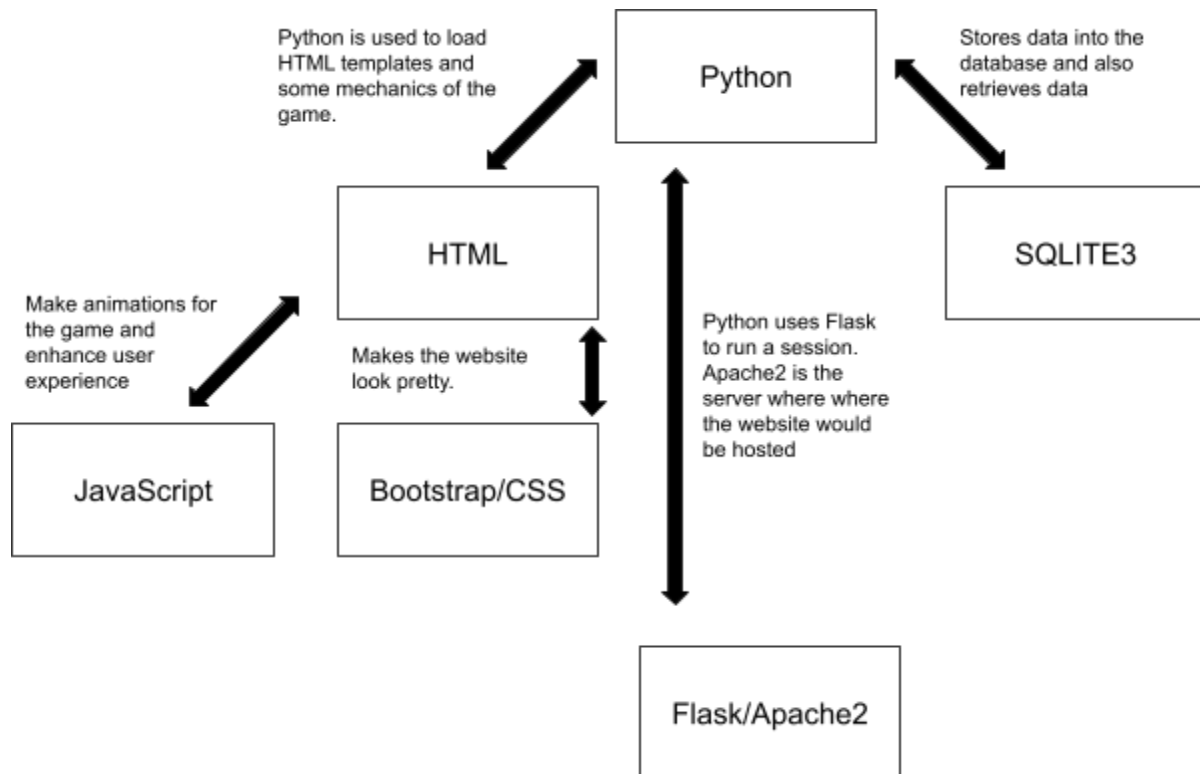 Python is used to load
HTML templates and
some mechanics of the
game.
Python
Stores data into the
database and also
retrieves data
HTML
SQLITE3
Make animations for
the game and
enhance user
experience
Makes the website
look pretty.
Python uses Flask
to run a session.
Apache2 is the
server where where
the website would
be hosted
JavaScript
Bootstrap/CSS
Flask/Apache2